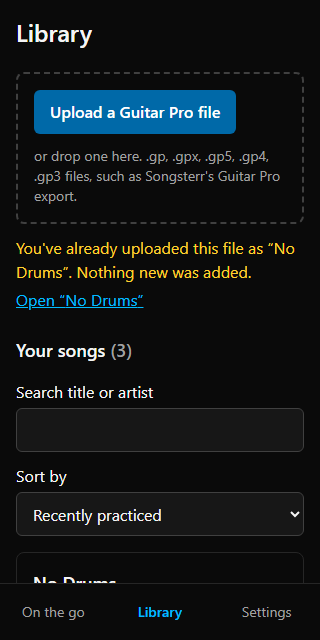 Library
Upload a Guitar Pro file
or drop one here. .gp, .gpx, .gp5, .gp4,
.gp3 files, such as Songsterr's Guitar Pro
export.
You've already uploaded this file as “No
Drums”. Nothing new was added.
Open “No Drums”
Your songs (3)
Search title or artist
Sort by
Recently practiced
No Drums
On the go
Library
Settings